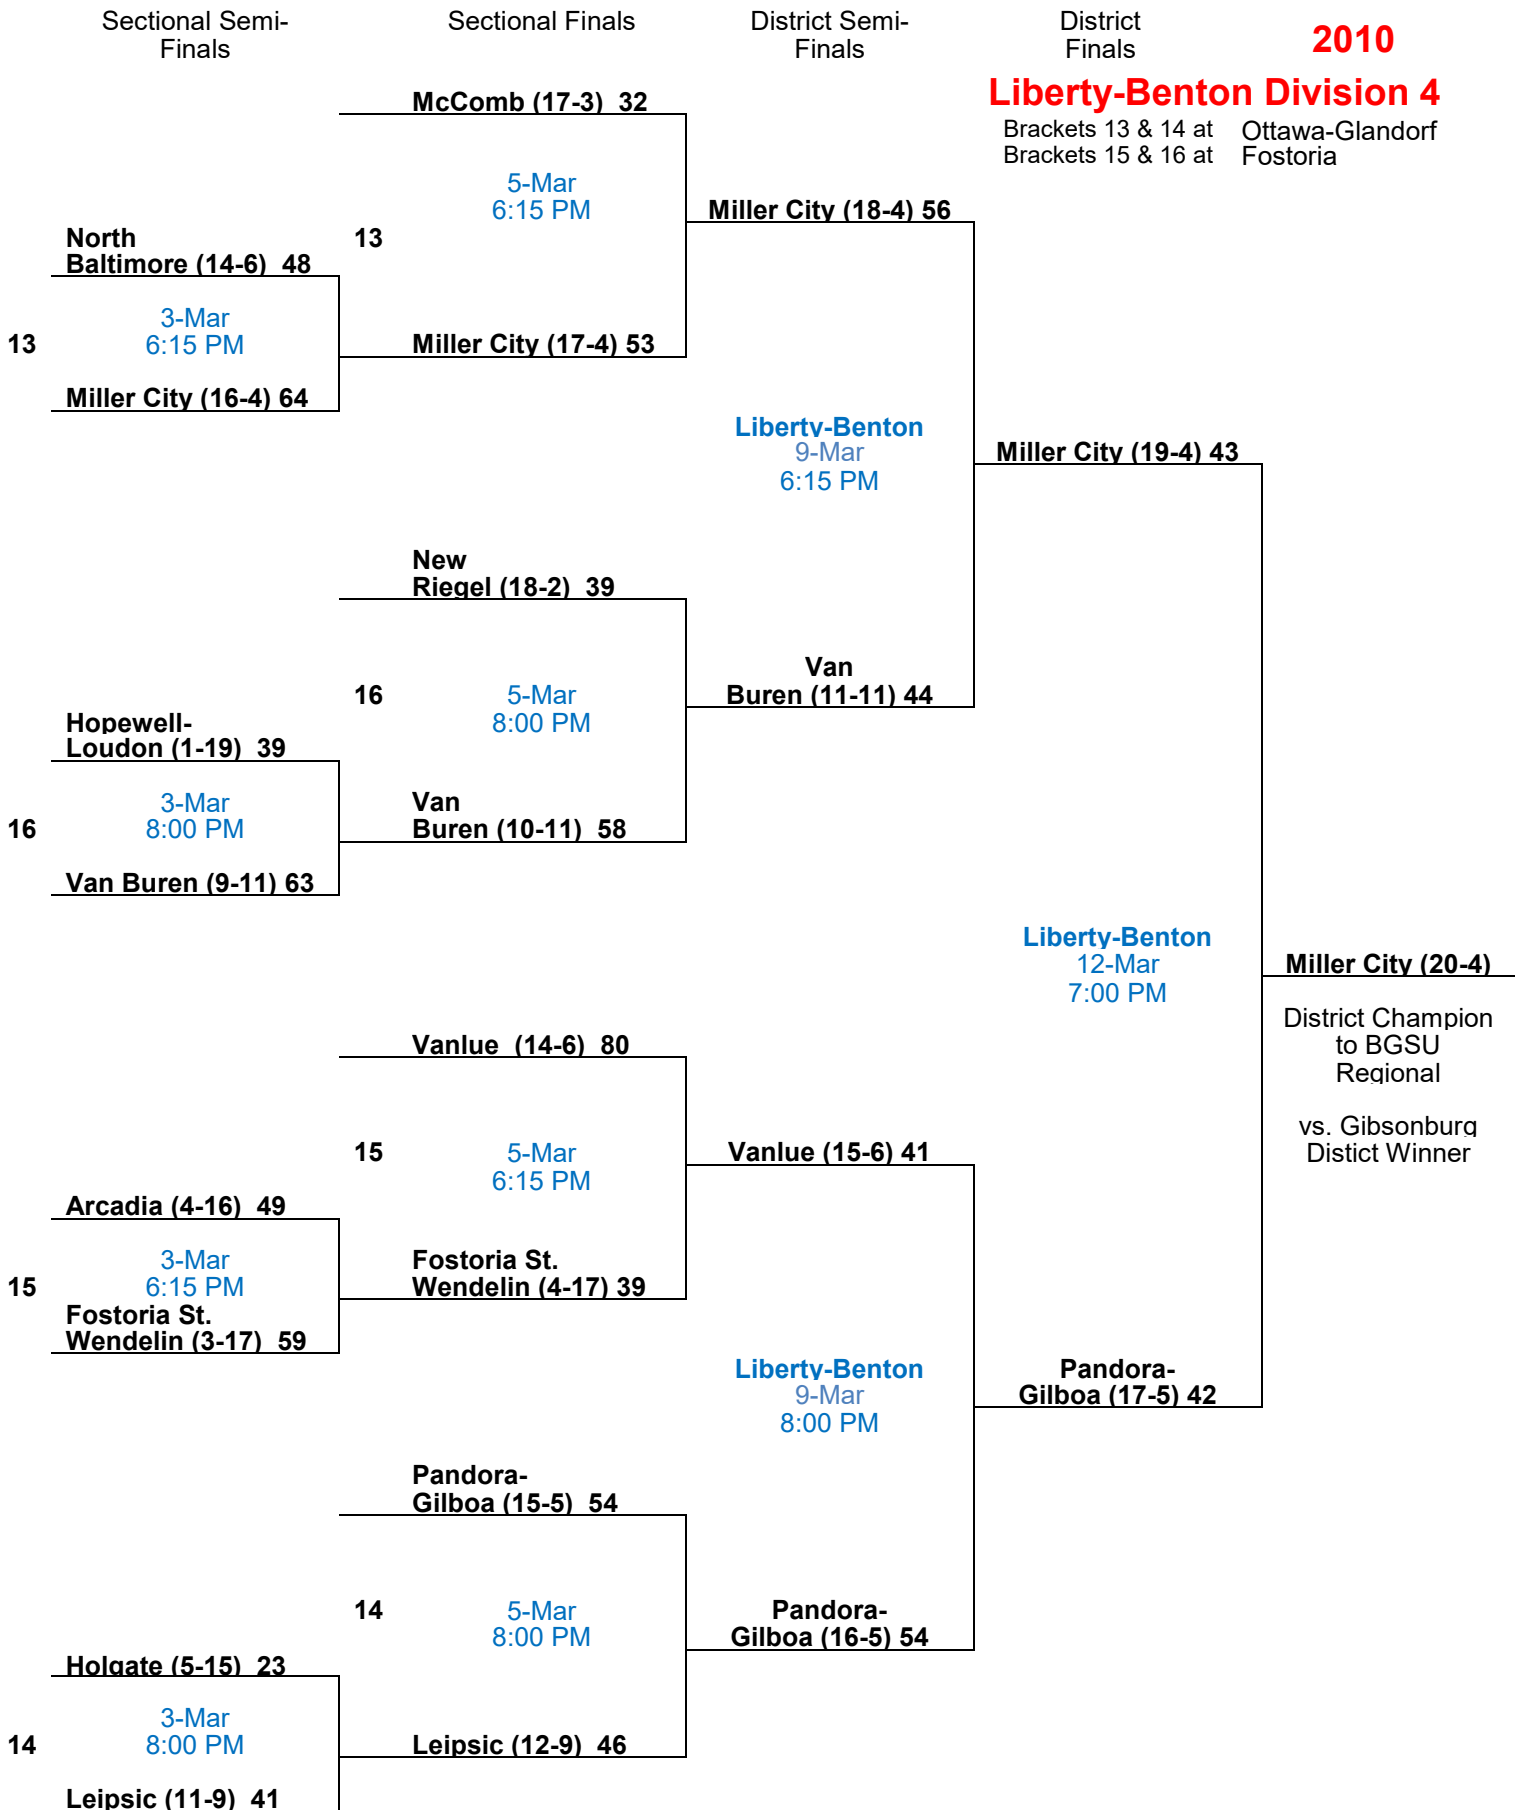 Sectional Semi-
Finals
Sectional Finals
District Semi-
Finals
District
Finals
2010
Liberty-Benton Division 4
Brackets 13 & 14 at Ottawa-Glandorf
Brackets 15 & 16 at Fostoria
McComb (17-3) 32
5-Mar
6:15 PM
13
Miller City (18-4) 56
North
Baltimore (14-6) 48
3-Mar
6:15 PM
13
Miller City (17-4) 53
Miller City (16-4) 64
Liberty-Benton
9-Mar
6:15 PM
Miller City (19-4) 43
New
Riegel (18-2) 39
16
5-Mar
8:00 PM
Van
Buren (11-11) 44
Hopewell-
Loudon (1-19) 39
3-Mar
8:00 PM
16
Van
Buren (10-11) 58
Van Buren (9-11) 63
Liberty-Benton
12-Mar
7:00 PM
Miller City (20-4)
District Champion
to BGSU
Regional
vs. Gibsonburg
Distict Winner
Vanlue (14-6) 80
15
5-Mar
6:15 PM
Vanlue (15-6) 41
Arcadia (4-16) 49
3-Mar
6:15 PM
15
Fostoria St.
Wendelin (4-17) 39
Fostoria St.
Wendelin (3-17) 59
Liberty-Benton
9-Mar
8:00 PM
Pandora-
Gilboa (17-5) 42
Pandora-
Gilboa (15-5) 54
14
5-Mar
8:00 PM
Pandora-
Gilboa (16-5) 54
Holgate (5-15) 23
3-Mar
8:00 PM
14
Leipsic (12-9) 46
Leipsic (11-9) 41